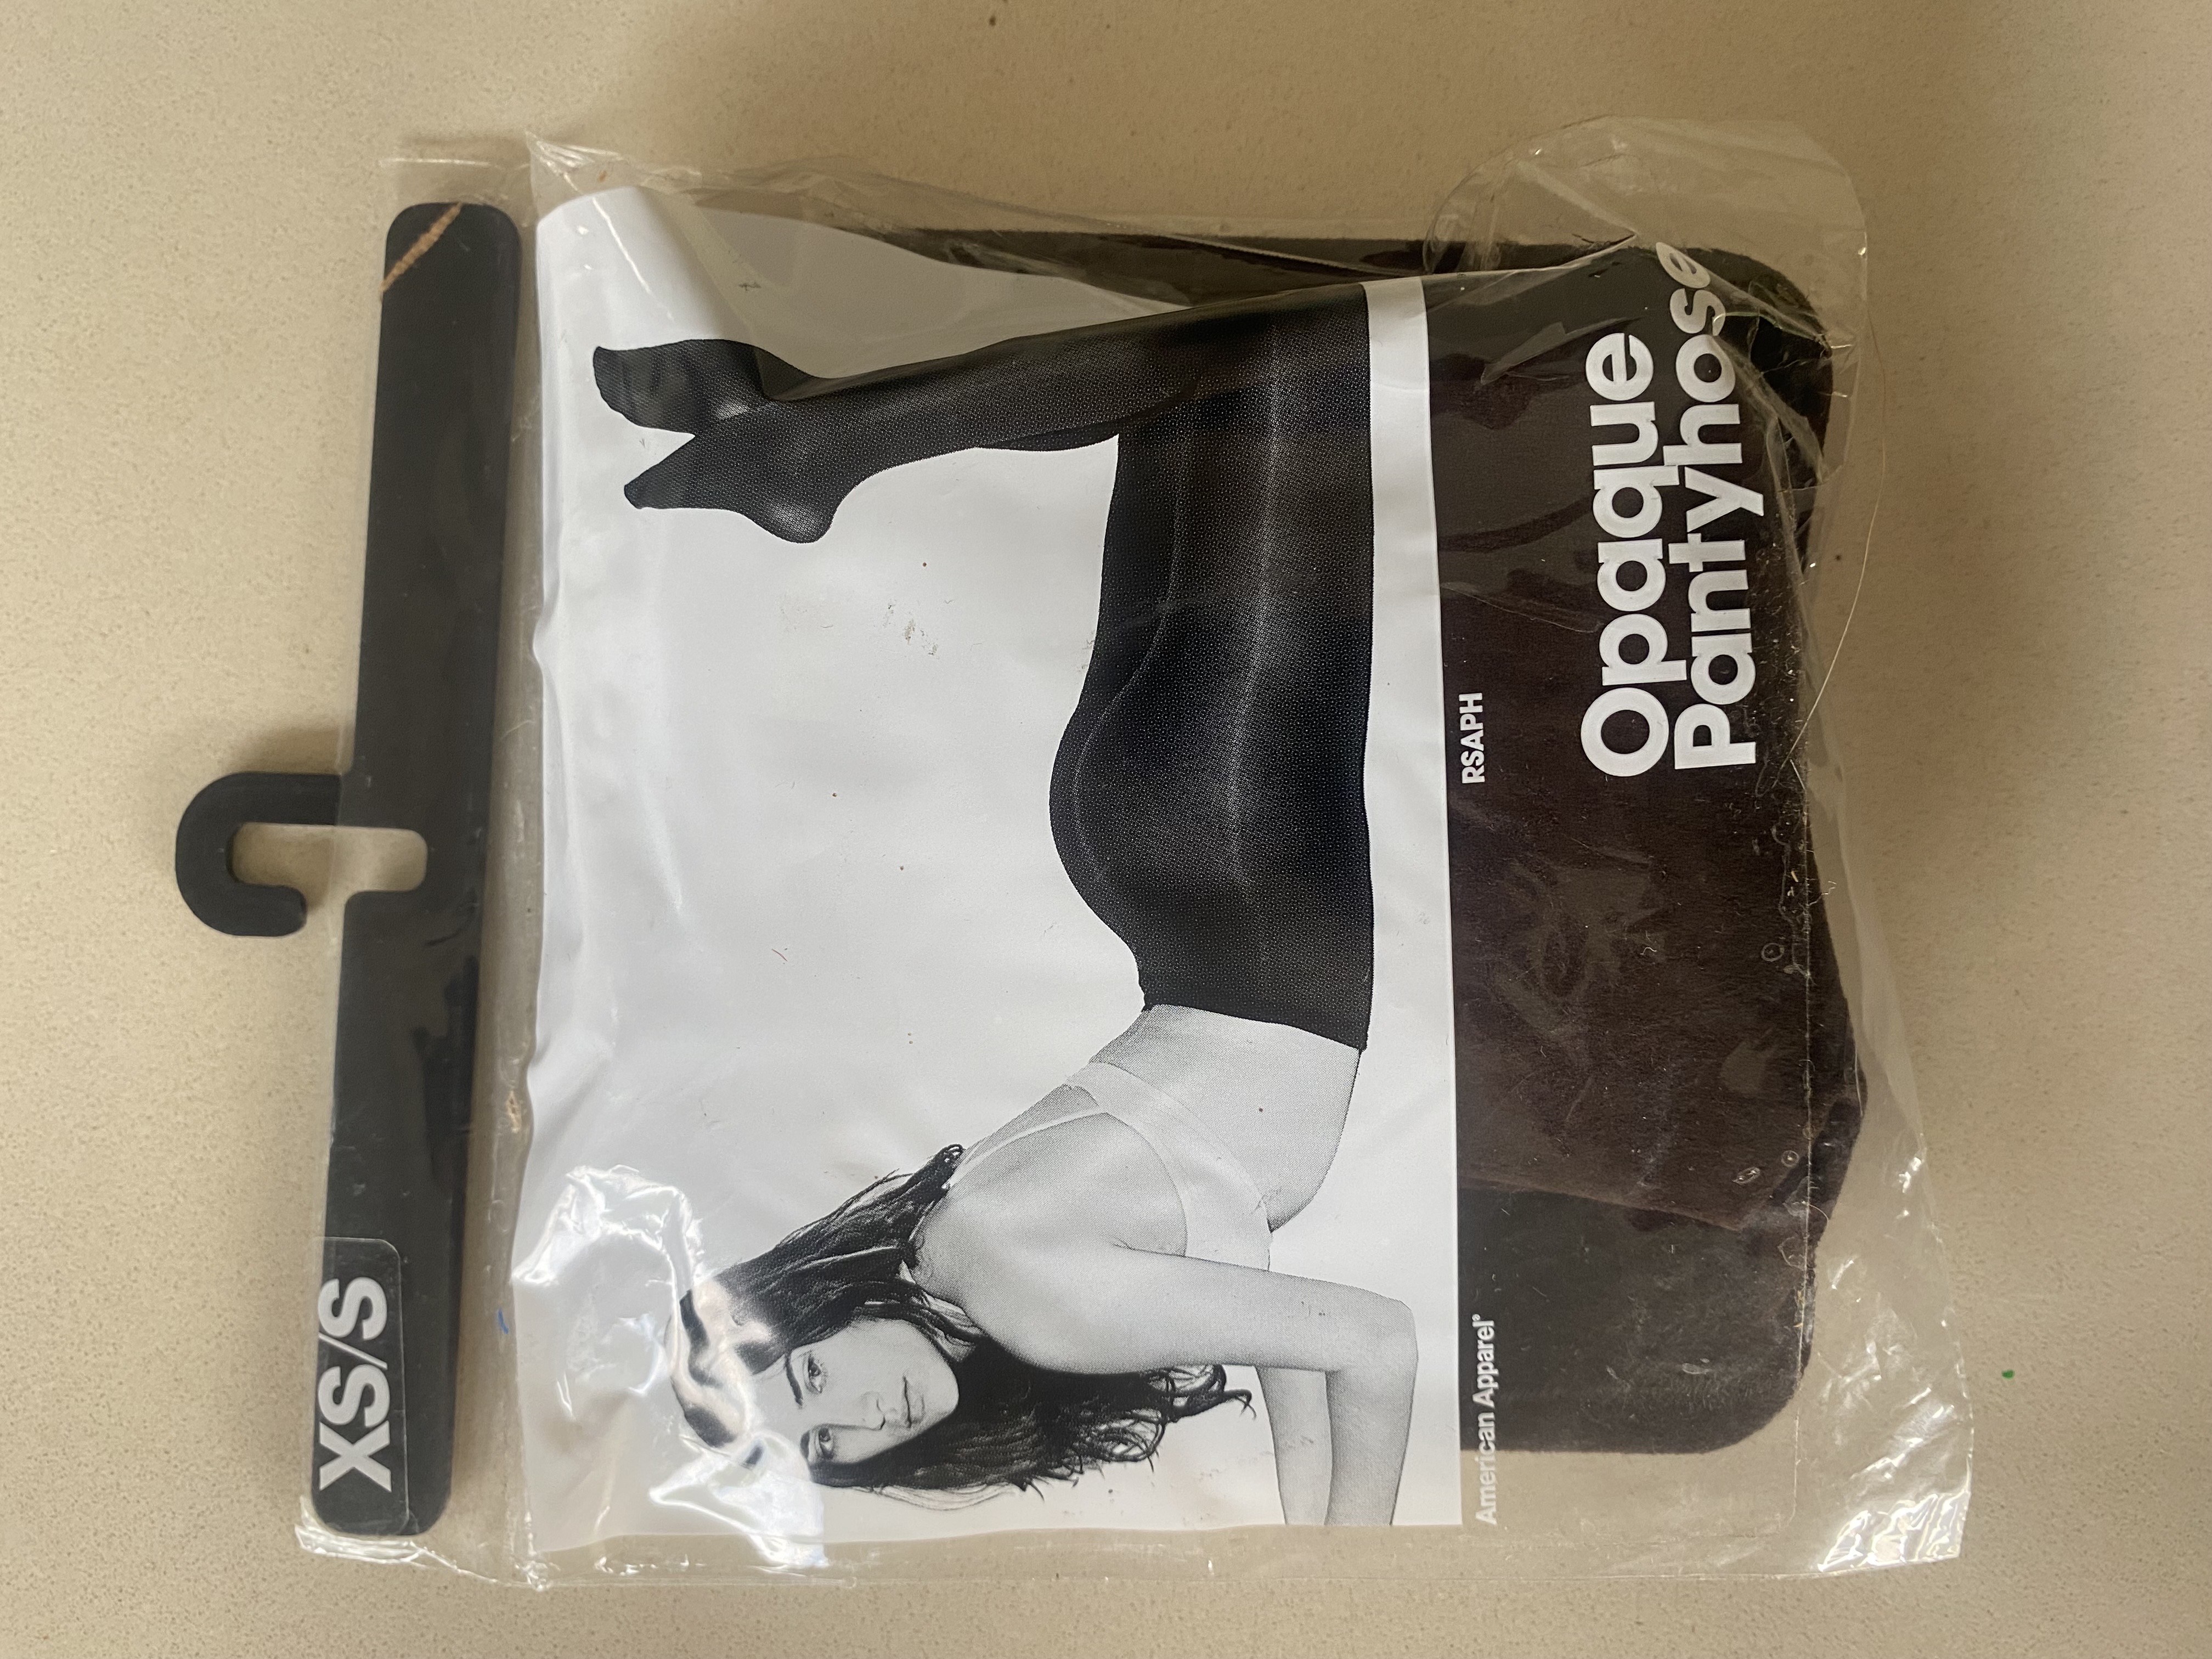 XS/S
American Apparel®
RSAPH
Opaque
Pantyhose